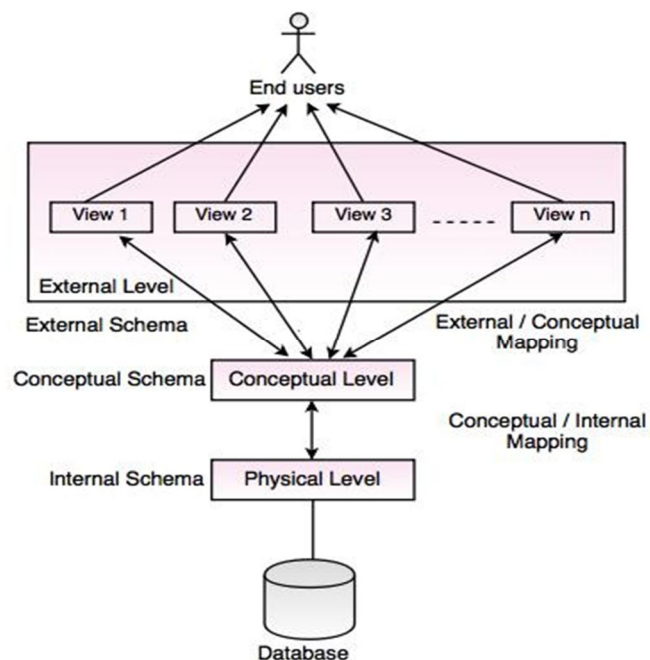 End users
View 1
View 2
View 3
View n
External Level
External Schema
External / Conceptual
Mapping
Conceptual Schema
Conceptual Level
Conceptual / Internal
Mapping
Internal Schema
Physical Level
Database